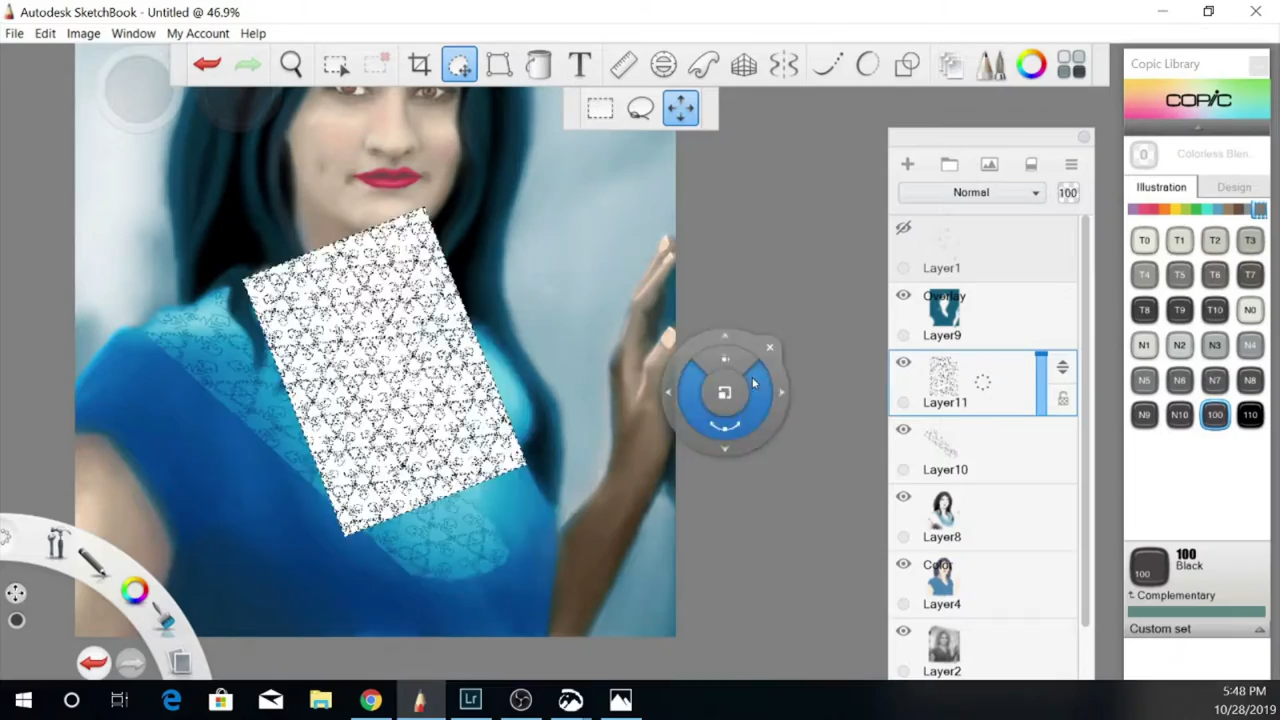 Autodesk SketchBook - Untitled @ 46.9%
File Edit Image Window My Account Help
T
Copic Library
COPIC
0 Colorless Blen..
Illustration Design
Normal 100
Layer1
Overlay
Layer9
Layer11
Layer10
Layer8
Color
Layer4
Layer2
T0 T1 T2 T3
T4 T5 T6 T7
T8 T9 T10 N0
N1 N2 N3 N4
N5 N6 N7 N8
N9 N10 100 110
100 100
Black
Complementary
Custom set
Lr
5:48 PM
10/28/2019